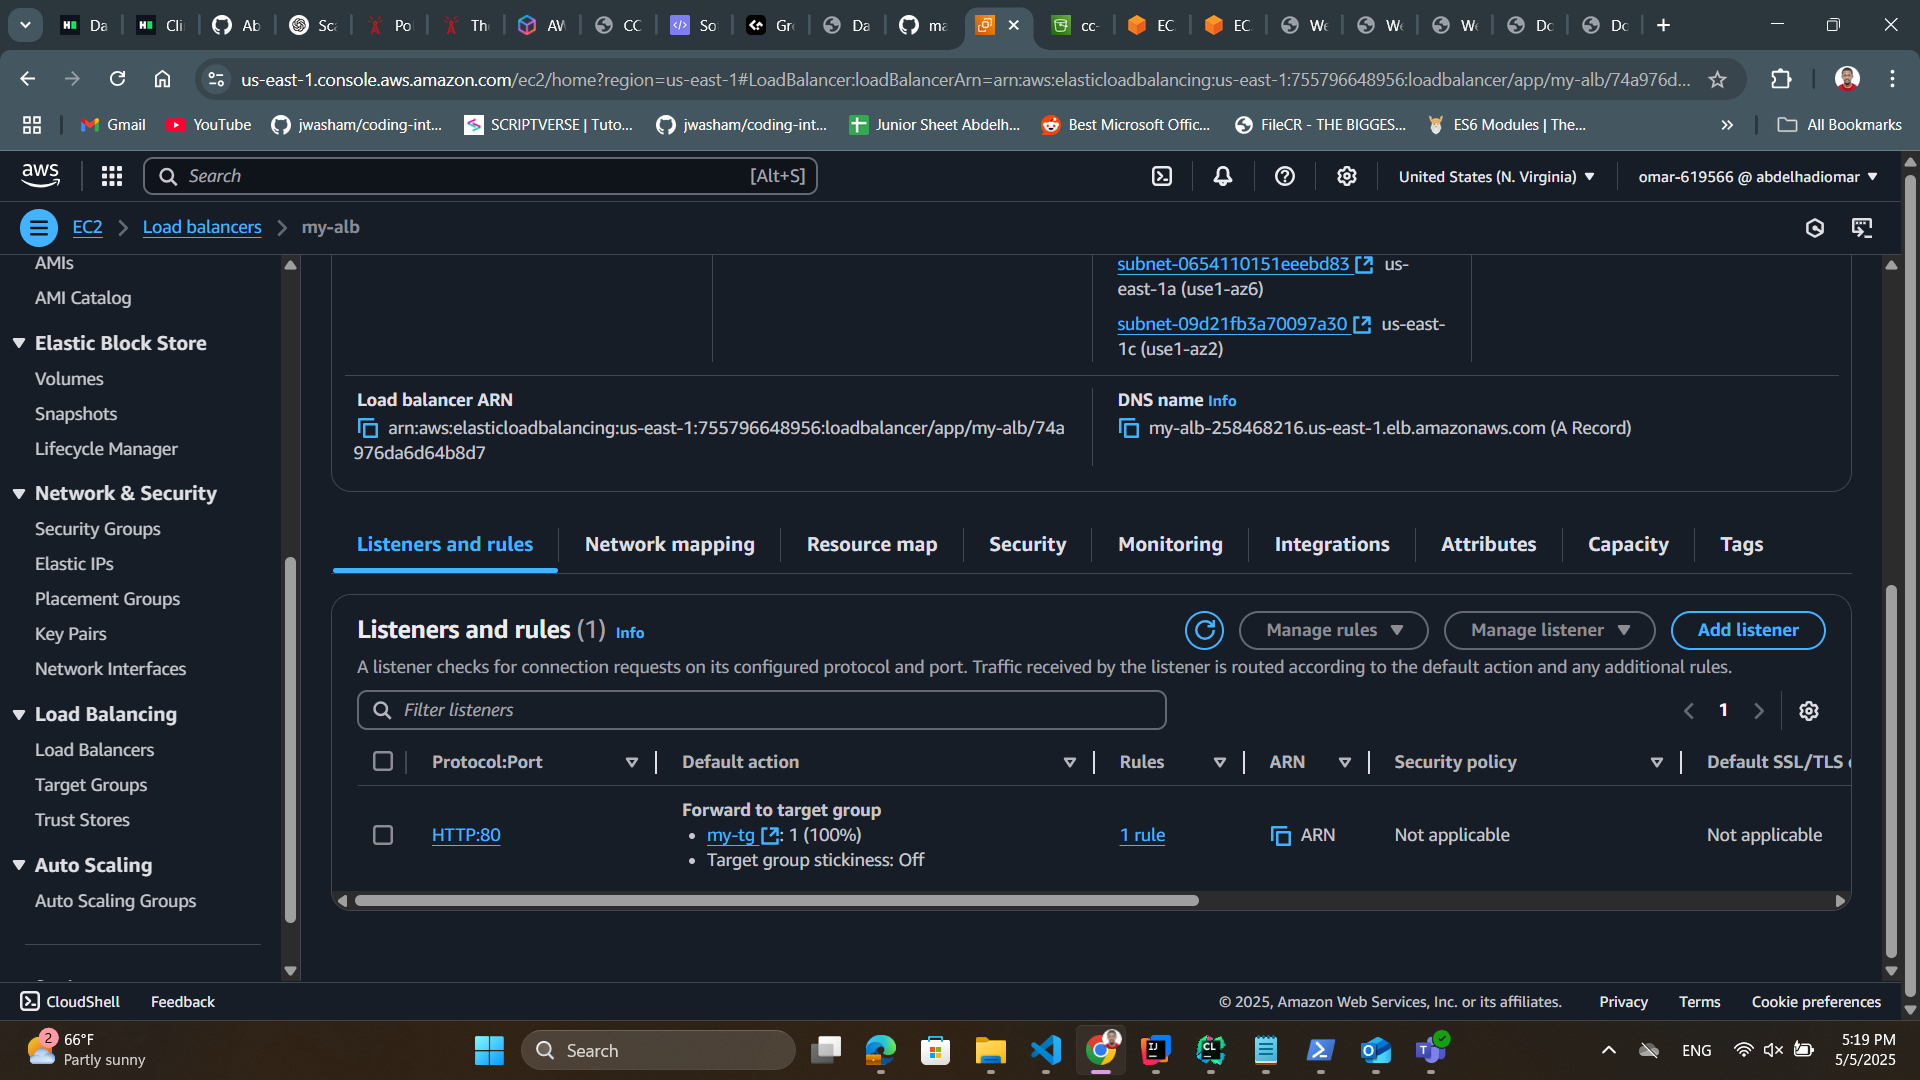 Da
Cli
Ab
Sca
Pol
The
AV
CC
So
Gr
Da
ma
cc-
EC
EC
We
We
We
Do
Do
us-east-1.console.aws.amazon.com/ec2/home?region=us-east-1#LoadBalancer:loadBalancerArn=arn:aws:elasticloadbalancing:us-east-1:755796648956:loadbalancer/app/my-alb/74a976d...
Gmail
YouTube
jwasham/coding-int...
SCRIPTVERSE | Tuto...
jwasham/coding-int...
Junior Sheet Abdelh...
Best Microsoft Offic...
FileCR - THE BIGGES...
ES6 Modules | The...
All Bookmarks
aws
Search
[Alt+S]
United States (N. Virginia)
omar-619566 @ abdelhadiomar
EC2
Load balancers
my-alb
AMIs
AMI Catalog
Elastic Block Store
Volumes
Snapshots
Lifecycle Manager
Network & Security
Security Groups
Elastic IPs
Placement Groups
Key Pairs
Network Interfaces
Load Balancing
Load Balancers
Target Groups
Trust Stores
Auto Scaling
Auto Scaling Groups
subnet-0654110151eeebd83 us-
east-1a (use1-az6)
subnet-09d21fb3a70097a30 us-east-
1c (use1-az2)
Load balancer ARN
arn:aws:elasticloadbalancing:us-east-1:755796648956:loadbalancer/app/my-alb/74a
976da6d64b8d7
DNS name Info
my-alb-258468216.us-east-1.elb.amazonaws.com (A Record)
Listeners and rules
Network mapping
Resource map
Security
Monitoring
Integrations
Attributes
Capacity
Tags
Listeners and rules (1) Info
Manage rules
Manage listener
Add listener
A listener checks for connection requests on its configured protocol and port. Traffic received by the listener is routed according to the default action and any additional rules.
Filter listeners
1
Protocol:Port
Default action
Rules
ARN
Security policy
Default SSL/TLS c
HTTP:80
Forward to target group
• my-tg : 1 (100%)
• Target group stickiness: Off
1 rule
ARN
Not applicable
Not applicable
CloudShell
Feedback
© 2025, Amazon Web Services, Inc. or its affiliates.
Privacy
Terms
Cookie preferences
2
66°F
Partly sunny
Search
ENG
5:19 PM
5/5/2025